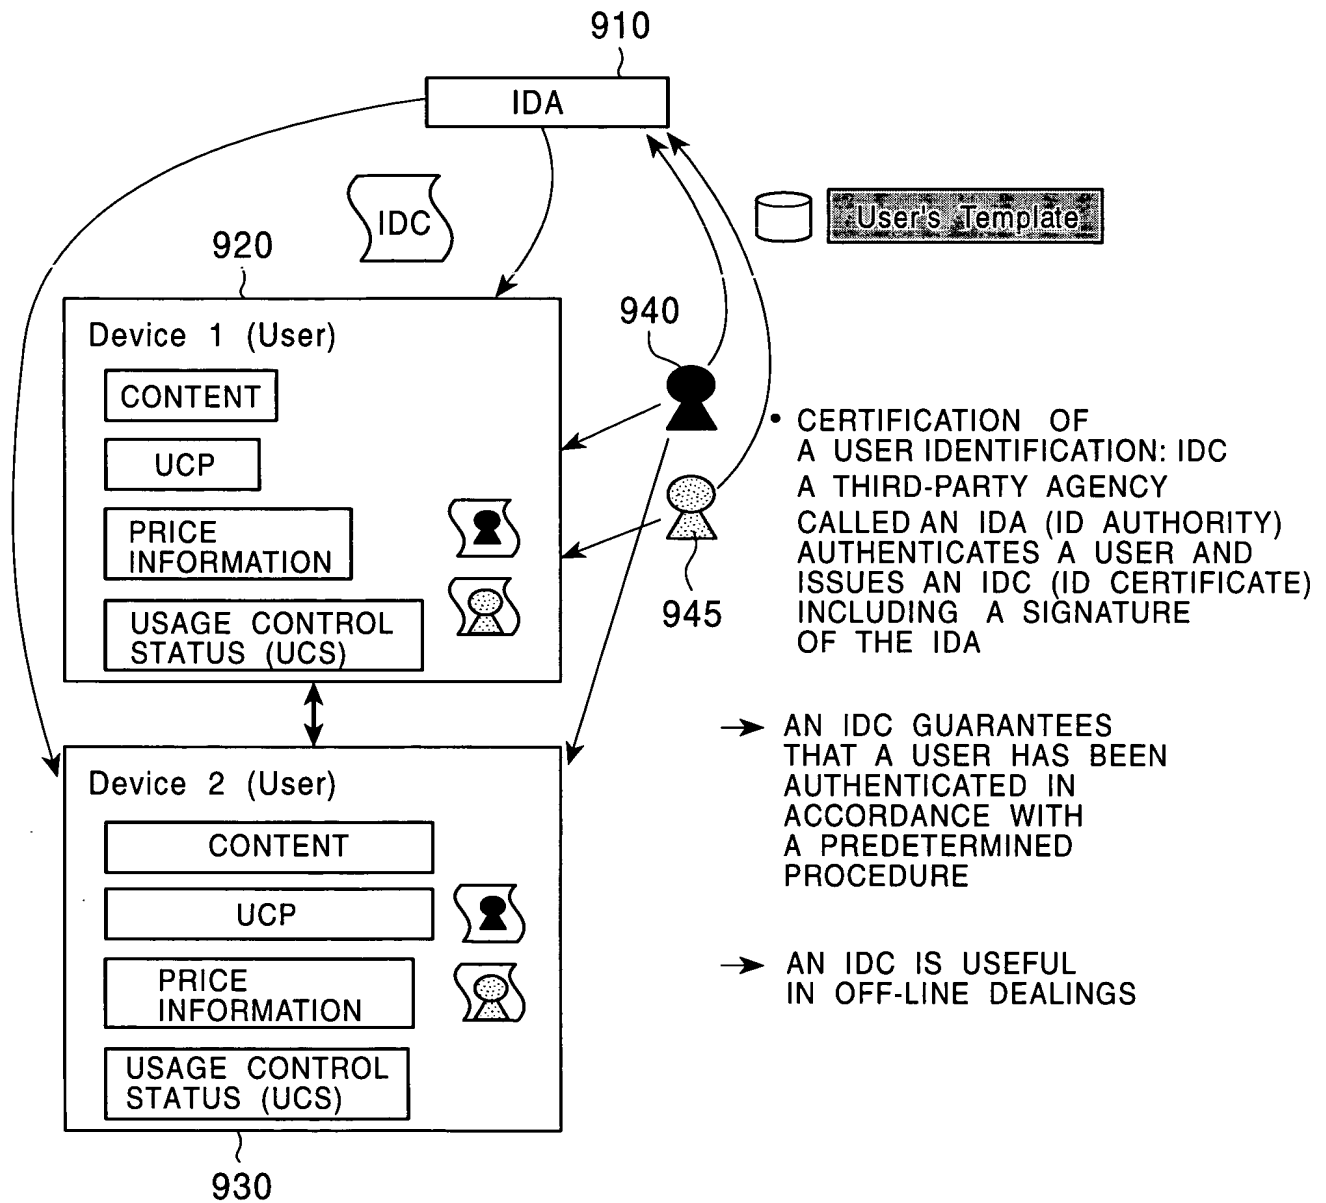 910
IDA
IDC
User's Template
920
Device 1 (User)
CONTENT
UCP
PRICE
INFORMATION
USAGE CONTROL
STATUS (UCS)
940
945
Device 2 (User)
CONTENT
UCP
PRICE
INFORMATION
USAGE CONTROL
STATUS (UCS)
930
• CERTIFICATION OF
A USER IDENTIFICATION: IDC
A THIRD-PARTY AGENCY
CALLED AN IDA (ID AUTHORITY)
AUTHENTICATES A USER AND
ISSUES AN IDC (ID CERTIFICATE)
INCLUDING A SIGNATURE
OF THE IDA
→ AN IDC GUARANTEES
THAT A USER HAS BEEN
AUTHENTICATED IN
ACCORDANCE WITH
A PREDETERMINED
PROCEDURE
→ AN IDC IS USEFUL
IN OFF-LINE DEALINGS